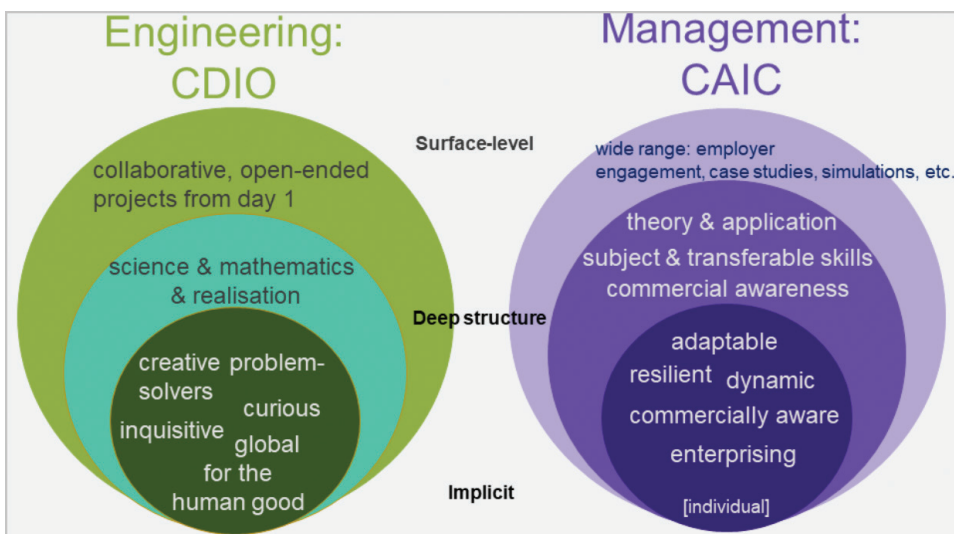 Engineering:
CDIO
collaborative, open-ended
projects from day 1
science & mathematics
& realisation
creative problem-
solvers
curious
inquisitive
global
for the
human good
Surface-level
Deep structure
Implicit
Management:
CAIC
wide range: employer
engagement, case studies, simulations, etc.
theory & application
subject & transferable skills
commercial awareness
adaptable
resilient dynamic
commercially aware
enterprising
[individual]